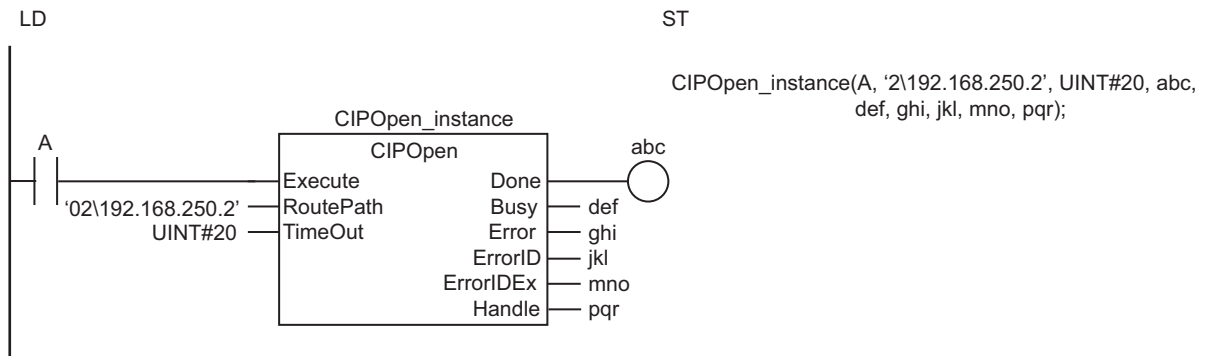 LD
ST
CIPOpen_instance(A, ‘2\192.168.250.2’, UINT#20, abc,
def, ghi, jkl, mno, pqr);
CIPOpen_instance
A
CIPOpen
abc
Execute
Done
‘02\192.168.250.2’
RoutePath
Busy
def
UINT#20
TimeOut
Error
ghi
ErrorID
jkl
ErrorIDEx
mno
Handle
pqr